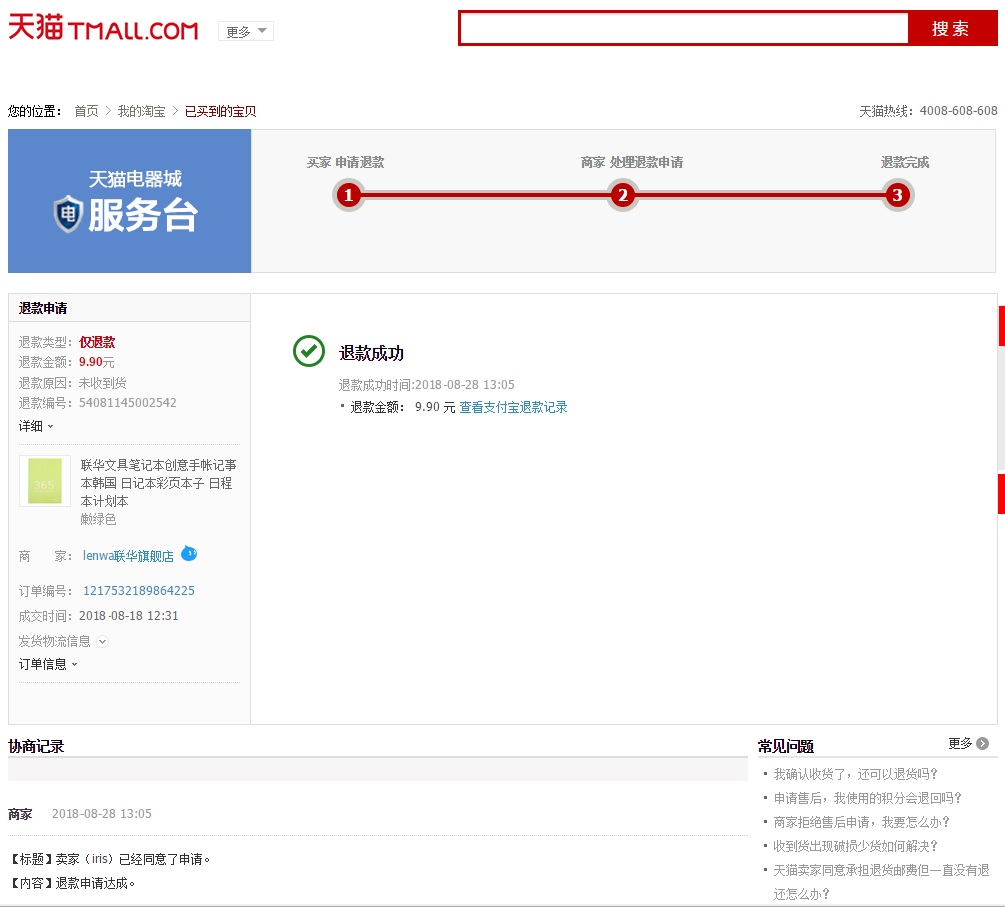 天猫 TMALL.COM
更多
搜 索
您的位置： 首页 > 我的淘宝 > 已买到的宝贝
天猫热线：4008-608-608
天猫电器城
电 服务台
买家 申请退款
商家 处理退款申请
退款完成
1
2
3
退款申请
退款类型：仅退款
退款金额：9.90元
退款原因：未收到货
退款编号：54081145002542
详细
365
联华文具笔记本创意手帐记事
本韩国 日记本彩页本子 日程
本计划本
嫩绿色
商 家： lenwa联华旗舰店
订单编号： 1217532189864225
成交时间：2018-08-18 12:31
发货物流信息
订单信息
退款成功
退款成功时间:2018-08-28 13:05
· 退款金额： 9.90 元 查看支付宝退款记录
协商记录
商家 2018-08-28 13:05
【标题】卖家（iris）已经同意了申请。
【内容】退款申请达成。
常见问题
更多
· 我确认收货了，还可以退货吗？
· 申请售后，我使用的积分会退回吗？
· 商家拒绝售后申请，我要怎么办？
· 收到货出现破损少货如何解决？
· 天猫卖家同意承担退货邮费但一直没有退
还怎么办？